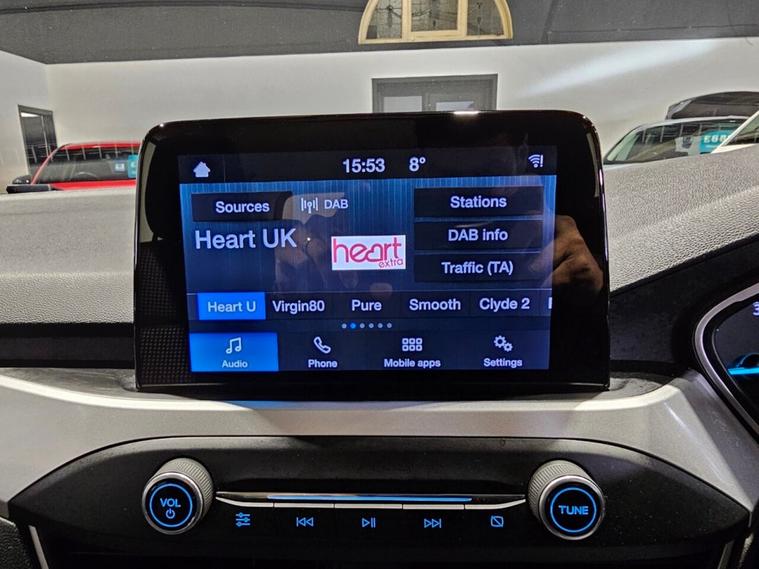 15:53 8°
Sources DAB
Stations
Heart UK
heart
extra
DAB info
Traffic (TA)
Heart U Virgin80 Pure Smooth Clyde 2
Audio Phone Mobile apps Settings
VOL
TUNE